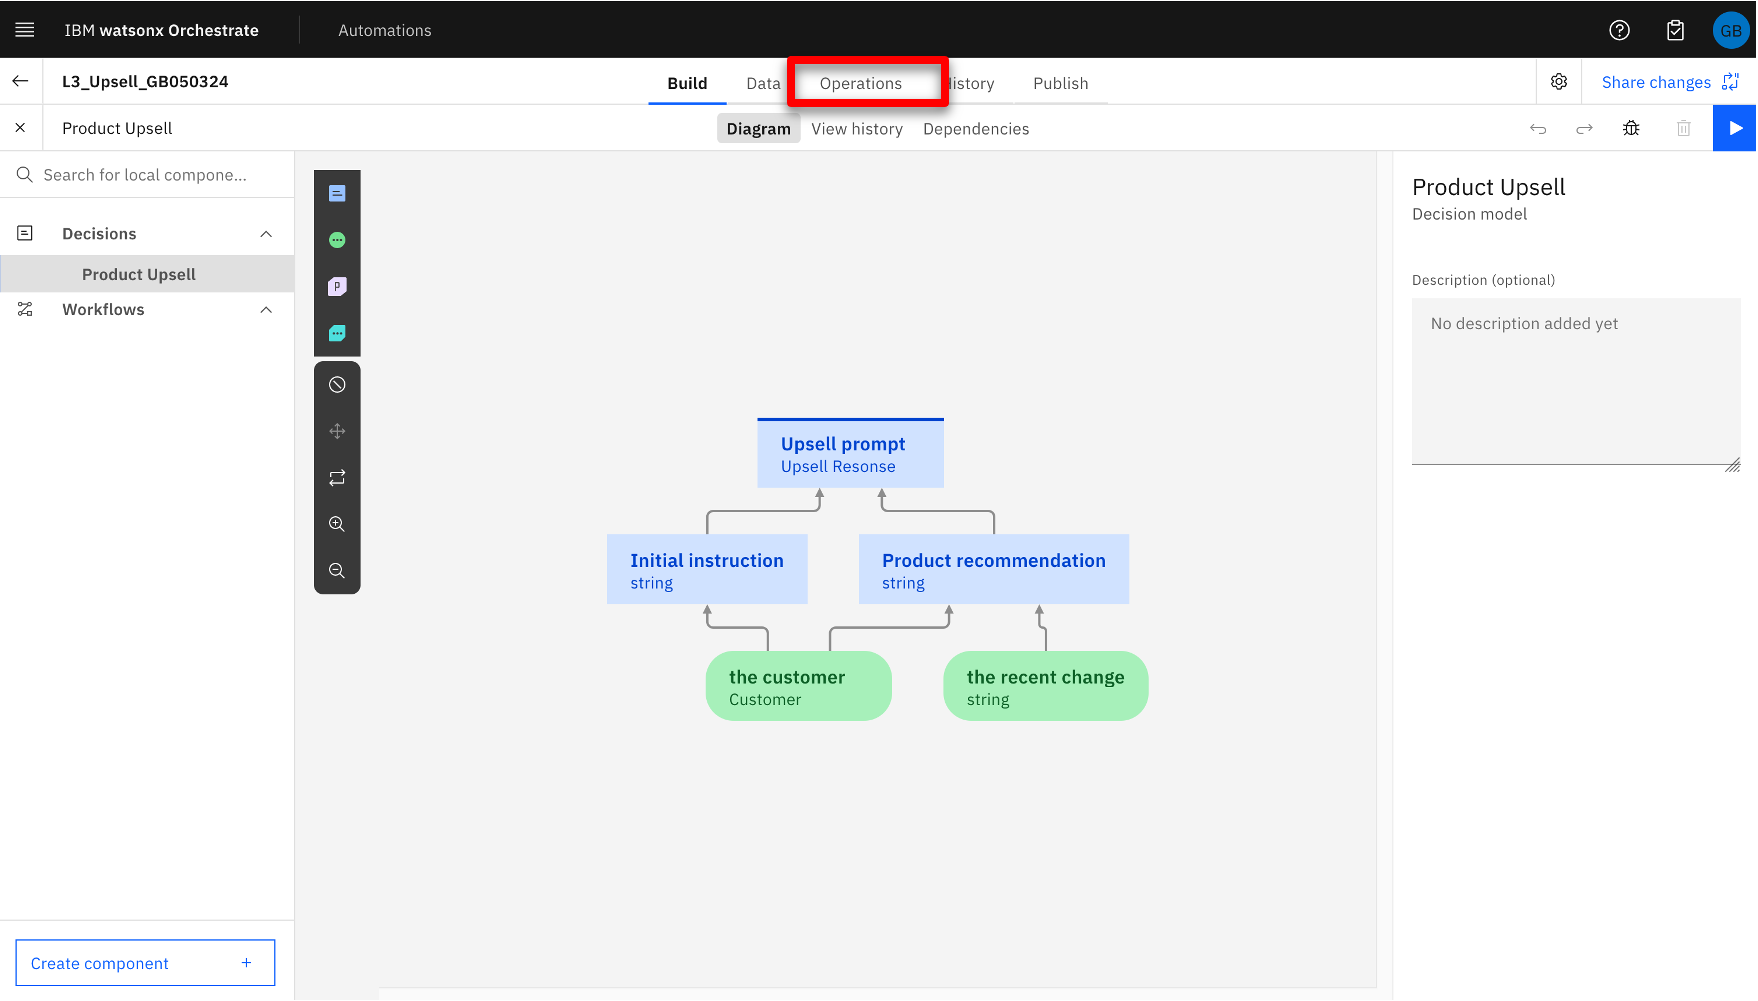 IBM watsonx Orchestrate
Automations
GB
L3_Upsell_GB050324
Build
Data
Operations
Publish
Share changes
Product Upsell
Diagram
View history
Dependencies
Search for local compone...
Decisions
Product Upsell
Workflows
Create component +
P
Upsell prompt
Upsell Resonse
Initial instruction
string
Product recommendation
string
the customer
Customer
the recent change
string
Product Upsell
Decision model
Description (optional)
No description added yet